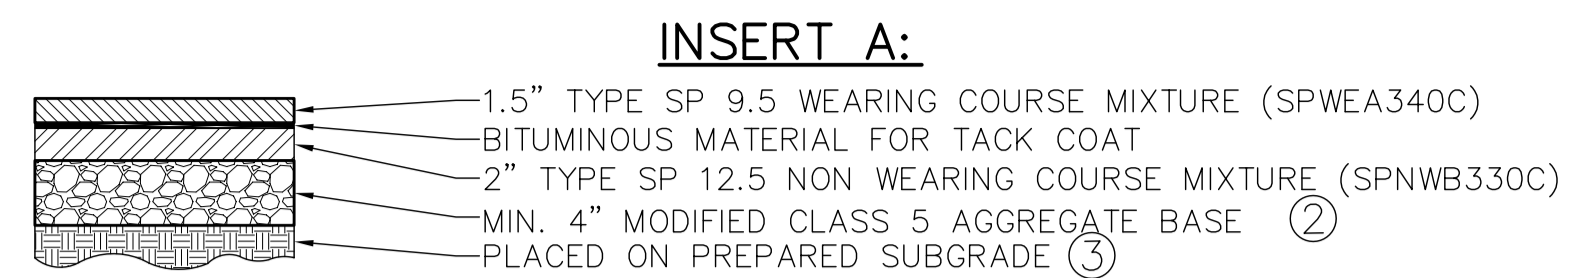 INSERT A:
1.5” TYPE SP 9.5 WEARING COURSE MIXTURE (SPWEA340C)
BITUMINOUS MATERIAL FOR TACK COAT
2” TYPE SP 12.5 NON WEARING COURSE MIXTURE (SPNWB330C)
MIN. 4” MODIFIED CLASS 5 AGGREGATE BASE 2
PLACED ON PREPARED SUBGRADE 3